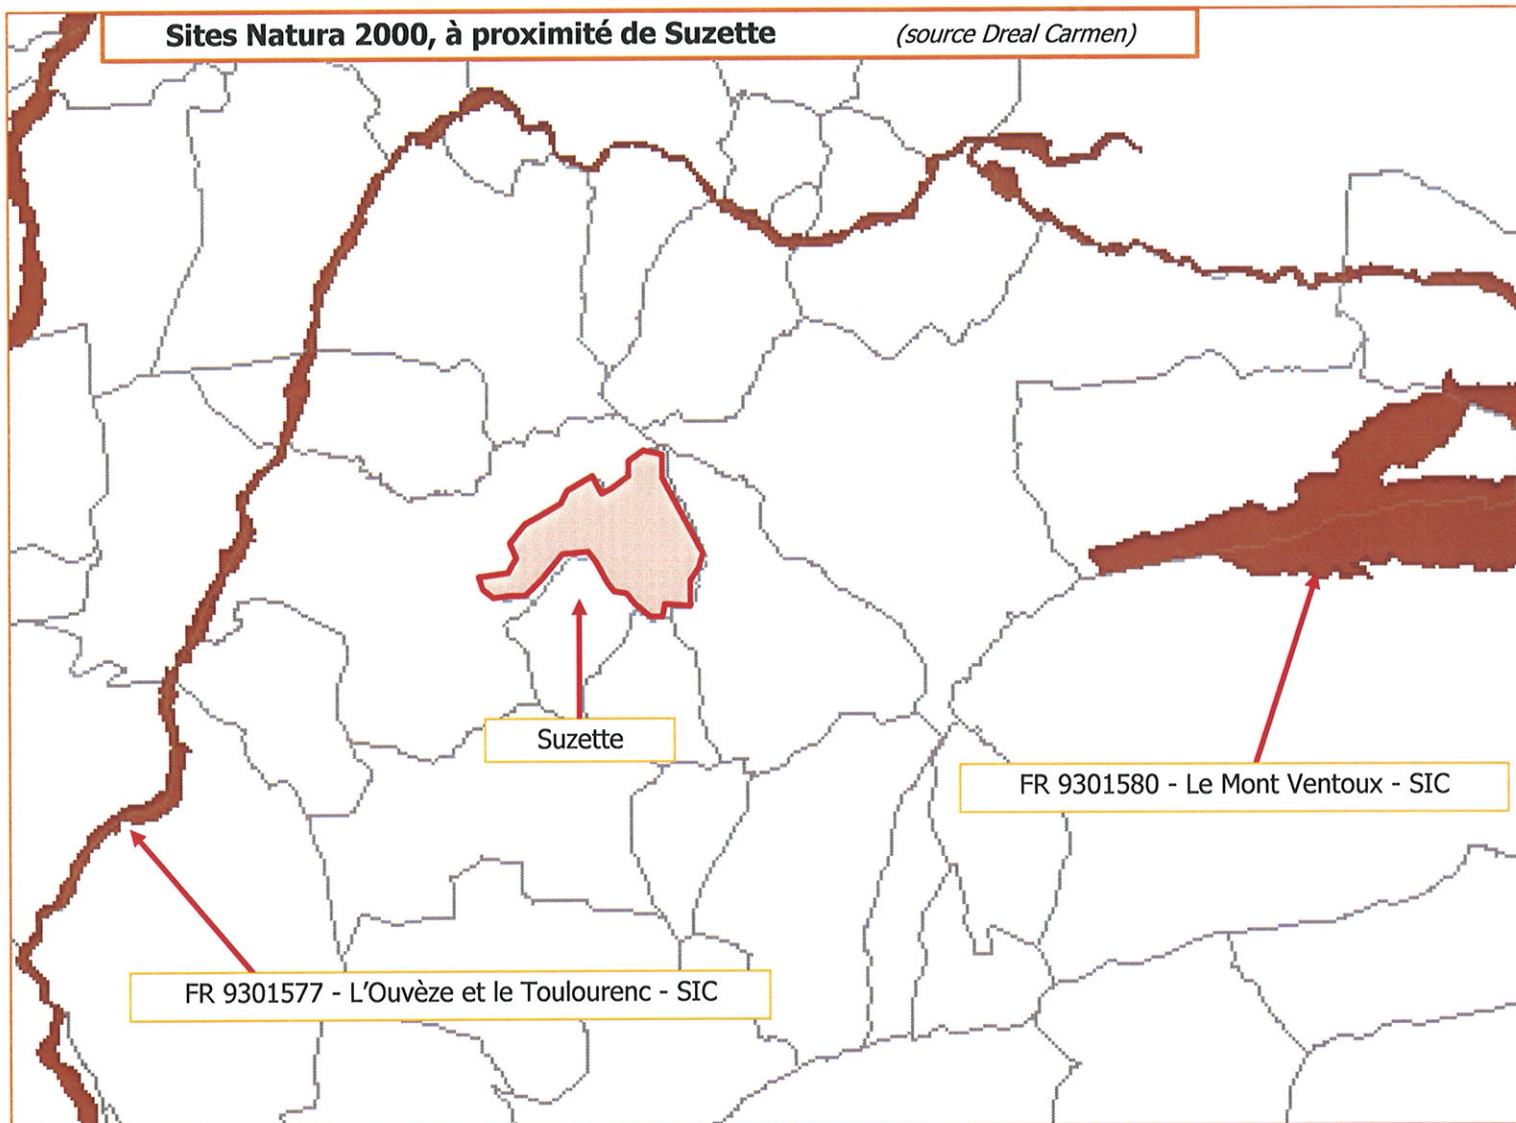 Sites Natura 2000, à proximité de Suzette (source Dreal Carmen)
Suzette
FR 9301580 - Le Mont Ventoux - SIC
FR 9301577 - L'Ouvèze et le Toulourenc - SIC